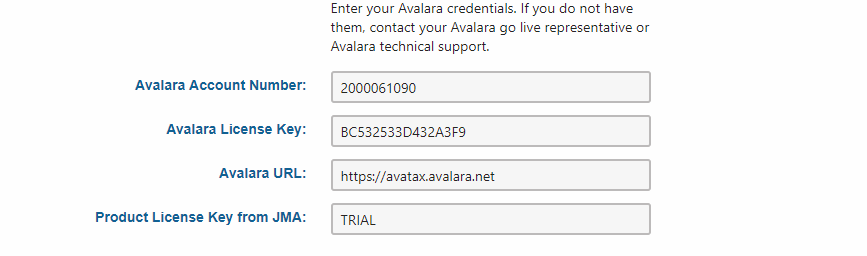 Enter your Avalara credentials. If you do not have
them, contact your Avalara go live representative or
Avalara technical support.
Avalara Account Number: 2000061090
Avalara License Key: BC532533D432A3F9
Avalara URL: https://avatax.avalara.net
Product License Key from JMA: TRIAL